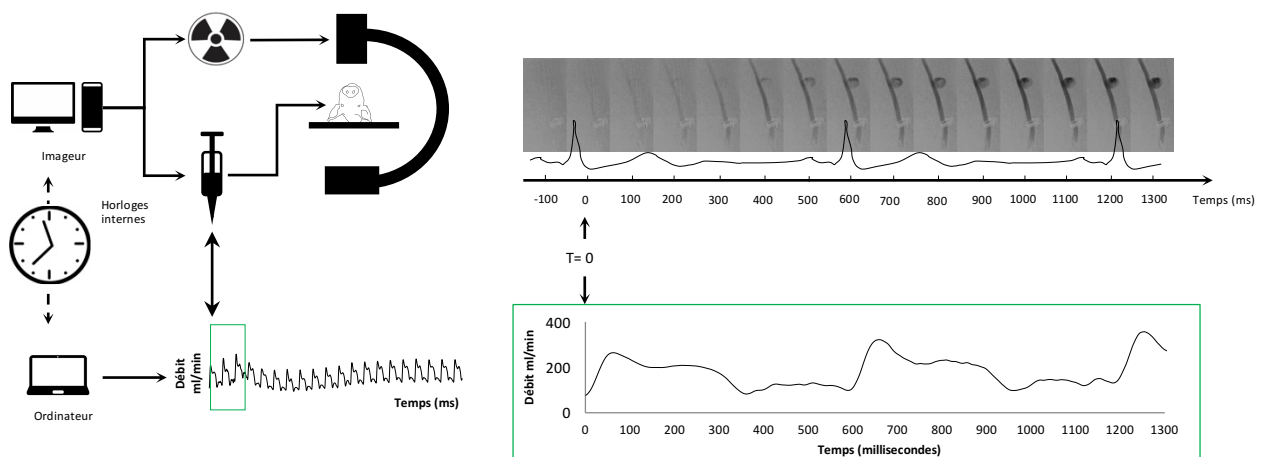 Imageur
Horloges
internes
Ordinateur
Débit
ml/min
Temps (ms)
-100 0 100 200 300 400 500 600 700 800 900 1000 1100 1200 1300 Temps (ms)
T= 0
Débit ml/min
400
200
0
0 100 200 300 400 500 600 700 800 900 1000 1100 1200 1300
Temps (millisecondes)